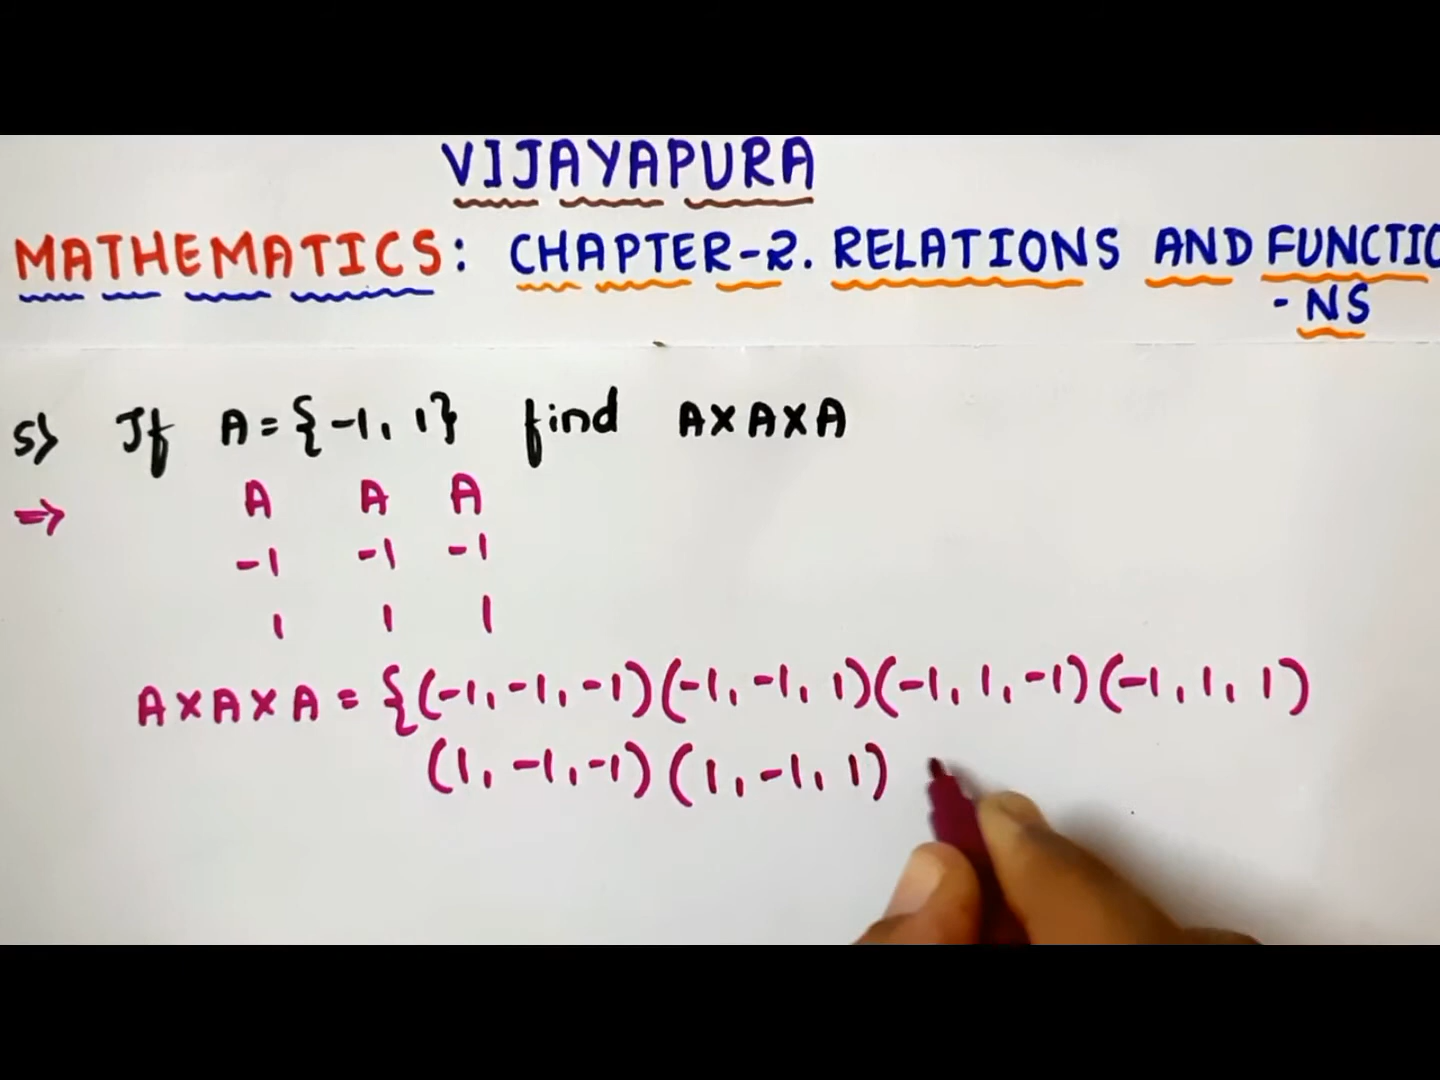 VIJAYAPURA
MATHEMATICS: CHAPTER-2. RELATIONS AND FUNCTIO
-NS
5) If A={-1, 1} find A×A×A
⇒ A A A
-1 -1 -1
1 1 1
A×A×A = {(-1, -1, -1)(-1, -1, 1)(-1, 1, -1)(-1, 1, 1)
(1, -1, -1)(1, -1, 1)